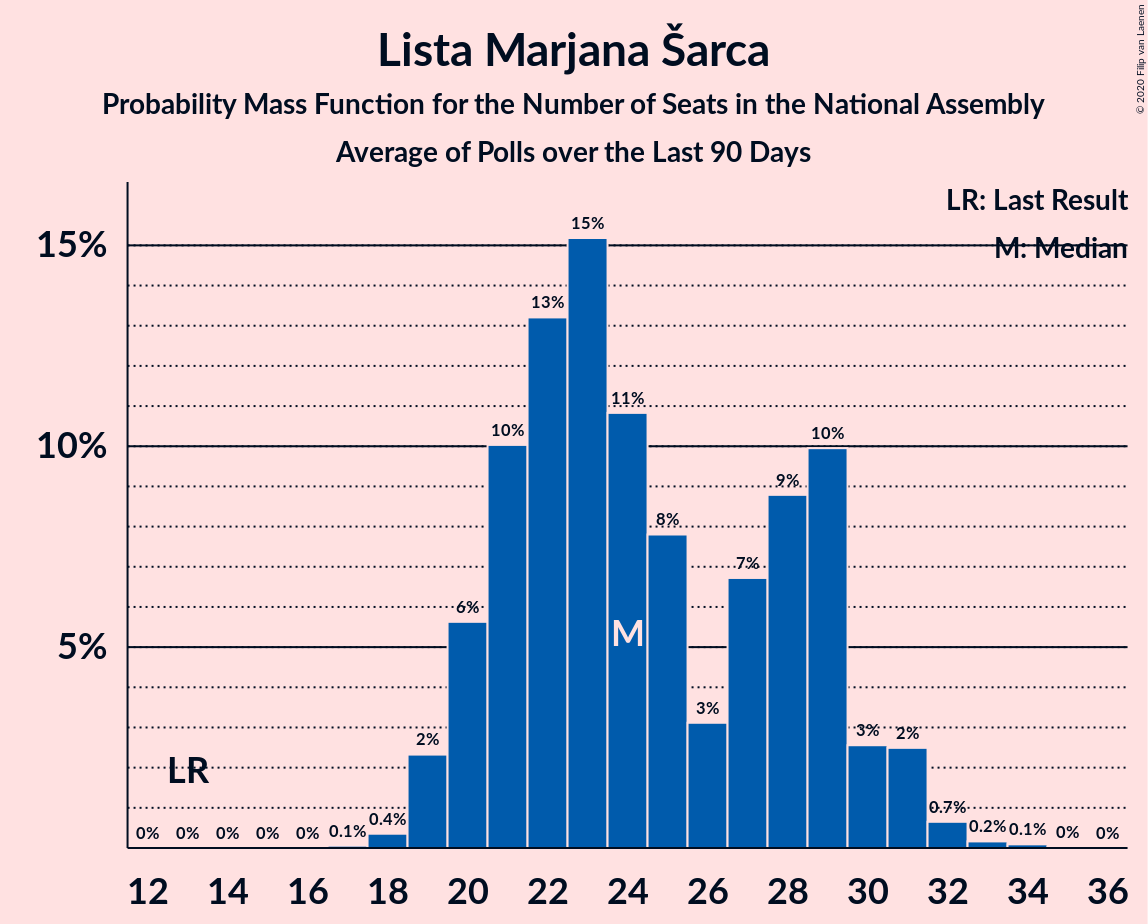 Lista Marjana Šarca
Probability Mass Function for the Number of Seats in the National Assembly
Average of Polls over the Last 90 Days
© 2020 Filip van Laenen
LR: Last Result
M: Median
15%
10%
5%
0% 0% 0% 0% 0% 0.1% 0.4% 2% 6% 10% 13% 15% 11% 8% 3% 7% 9% 10% 3% 2% 0.7% 0.2% 0.1% 0% 0%
LR
M
12 14 16 18 20 22 24 26 28 30 32 34 36